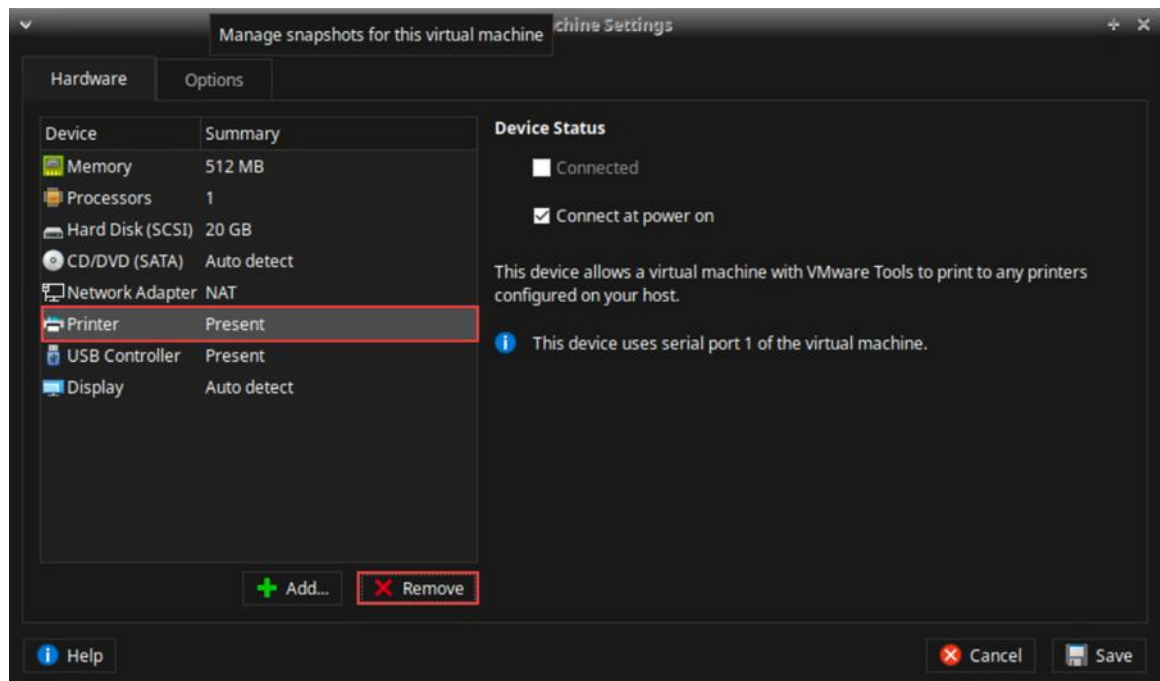 Manage snapshots for this virtual machine
chine Settings
Hardware
Options
Device Summary
Memory 512 MB
Processors 1
Hard Disk (SCSI) 20 GB
CD/DVD (SATA) Auto detect
Network Adapter NAT
Printer Present
USB Controller Present
Display Auto detect
Add...
Remove
Device Status
Connected
Connect at power on
This device allows a virtual machine with VMware Tools to print to any printers
configured on your host.
This device uses serial port 1 of the virtual machine.
Help
Cancel
Save